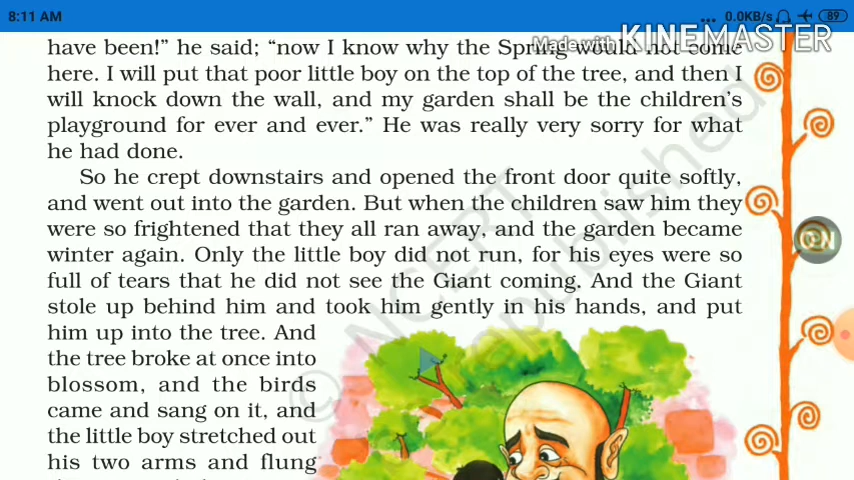 8:11 AM
... 0.0KB/s 89
Made with KINEMASTER
have been!” he said; “now I know why the Spring would not come
here. I will put that poor little boy on the top of the tree, and then I
will knock down the wall, and my garden shall be the children’s
playground for ever and ever.” He was really very sorry for what
he had done.
So he crept downstairs and opened the front door quite softly,
and went out into the garden. But when the children saw him they
were so frightened that they all ran away, and the garden became
winter again. Only the little boy did not run, for his eyes were so
full of tears that he did not see the Giant coming. And the Giant
stole up behind him and took him gently in his hands, and put
him up into the tree. And
the tree broke at once into
blossom, and the birds
came and sang on it, and
the little boy stretched out
his two arms and flung
© NCERT
republished